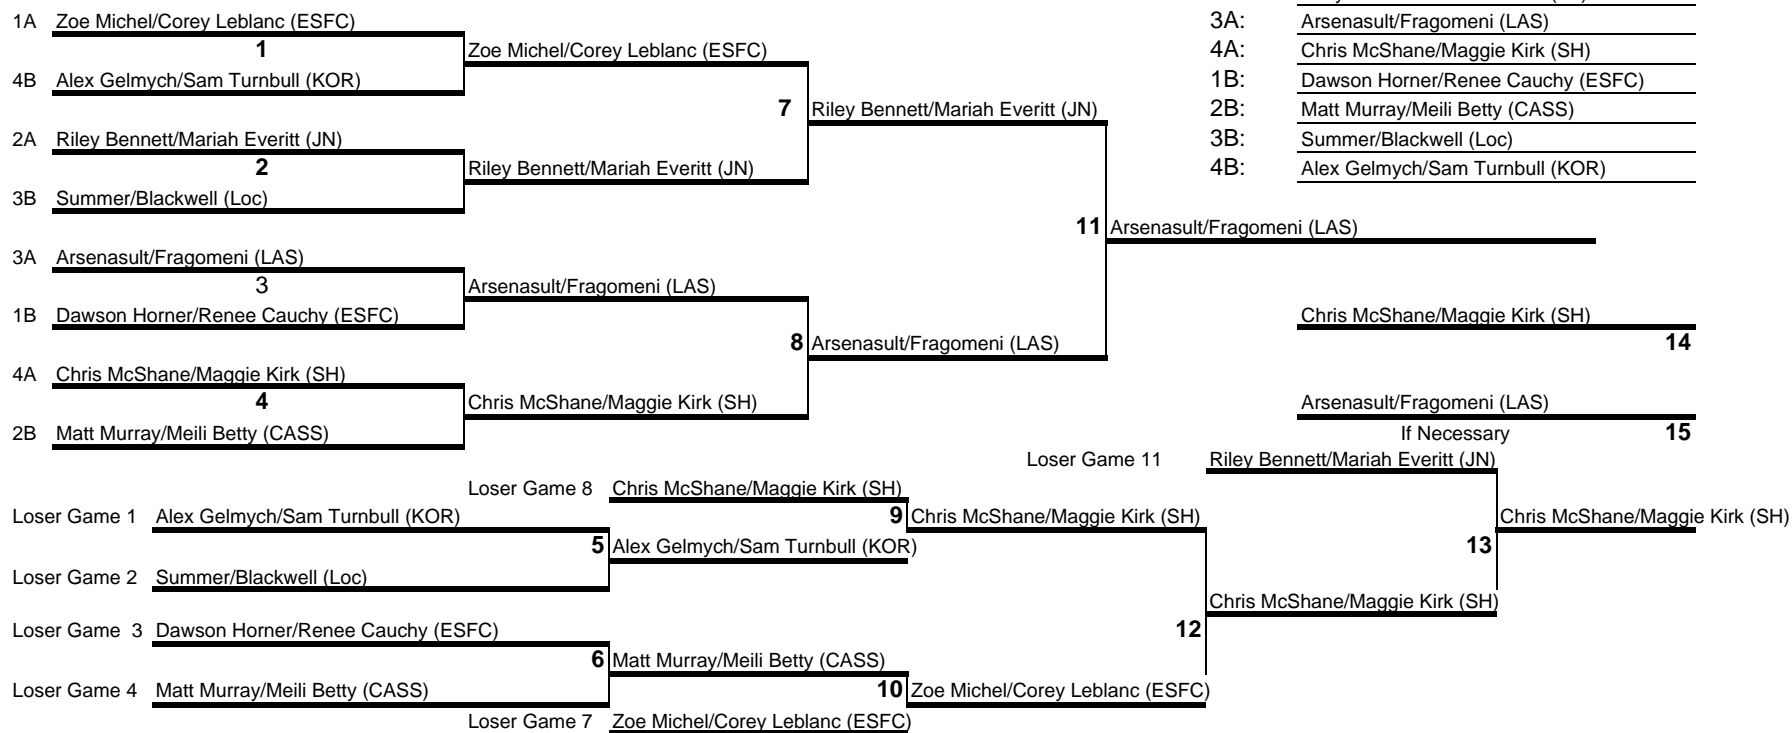 1A Zoe Michel/Corey Leblanc (ESFC)
1
4B Alex Gelmych/Sam Turnbull (KOR)
2A Riley Bennett/Mariah Everitt (JN)
2
3B Summer/Blackwell (Loc)
3A Arsenasult/Fragomeni (LAS)
3
1B Dawson Horner/Renee Cauchy (ESFC)
4A Chris McShane/Maggie Kirk (SH)
4
2B Matt Murray/Meili Betty (CASS)
Zoe Michel/Corey Leblanc (ESFC)
7
Riley Bennett/Mariah Everitt (JN)
Arsenasult/Fragomeni (LAS)
8
Chris McShane/Maggie Kirk (SH)
Riley Bennett/Mariah Everitt (JN)
11
Arsenasult/Fragomeni (LAS)
Arsenasult/Fragomeni (LAS)
3A: Arsenasult/Fragomeni (LAS)
4A: Chris McShane/Maggie Kirk (SH)
1B: Dawson Horner/Renee Cauchy (ESFC)
2B: Matt Murray/Meili Betty (CASS)
3B: Summer/Blackwell (Loc)
4B: Alex Gelmych/Sam Turnbull (KOR)
Chris McShane/Maggie Kirk (SH)
14
Arsenasult/Fragomeni (LAS)
If Necessary 15
Loser Game 11 Riley Bennett/Mariah Everitt (JN)
Loser Game 8 Chris McShane/Maggie Kirk (SH)
Loser Game 1 Alex Gelmych/Sam Turnbull (KOR)
9 Chris McShane/Maggie Kirk (SH)
Chris McShane/Maggie Kirk (SH)
5 Alex Gelmych/Sam Turnbull (KOR)
13
Loser Game 2 Summer/Blackwell (Loc)
Chris McShane/Maggie Kirk (SH)
Loser Game 3 Dawson Horner/Renee Cauchy (ESFC)
12
6 Matt Murray/Meili Betty (CASS)
Loser Game 4 Matt Murray/Meili Betty (CASS)
10 Zoe Michel/Corey Leblanc (ESFC)
Loser Game 7 Zoe Michel/Corey Leblanc (ESFC)